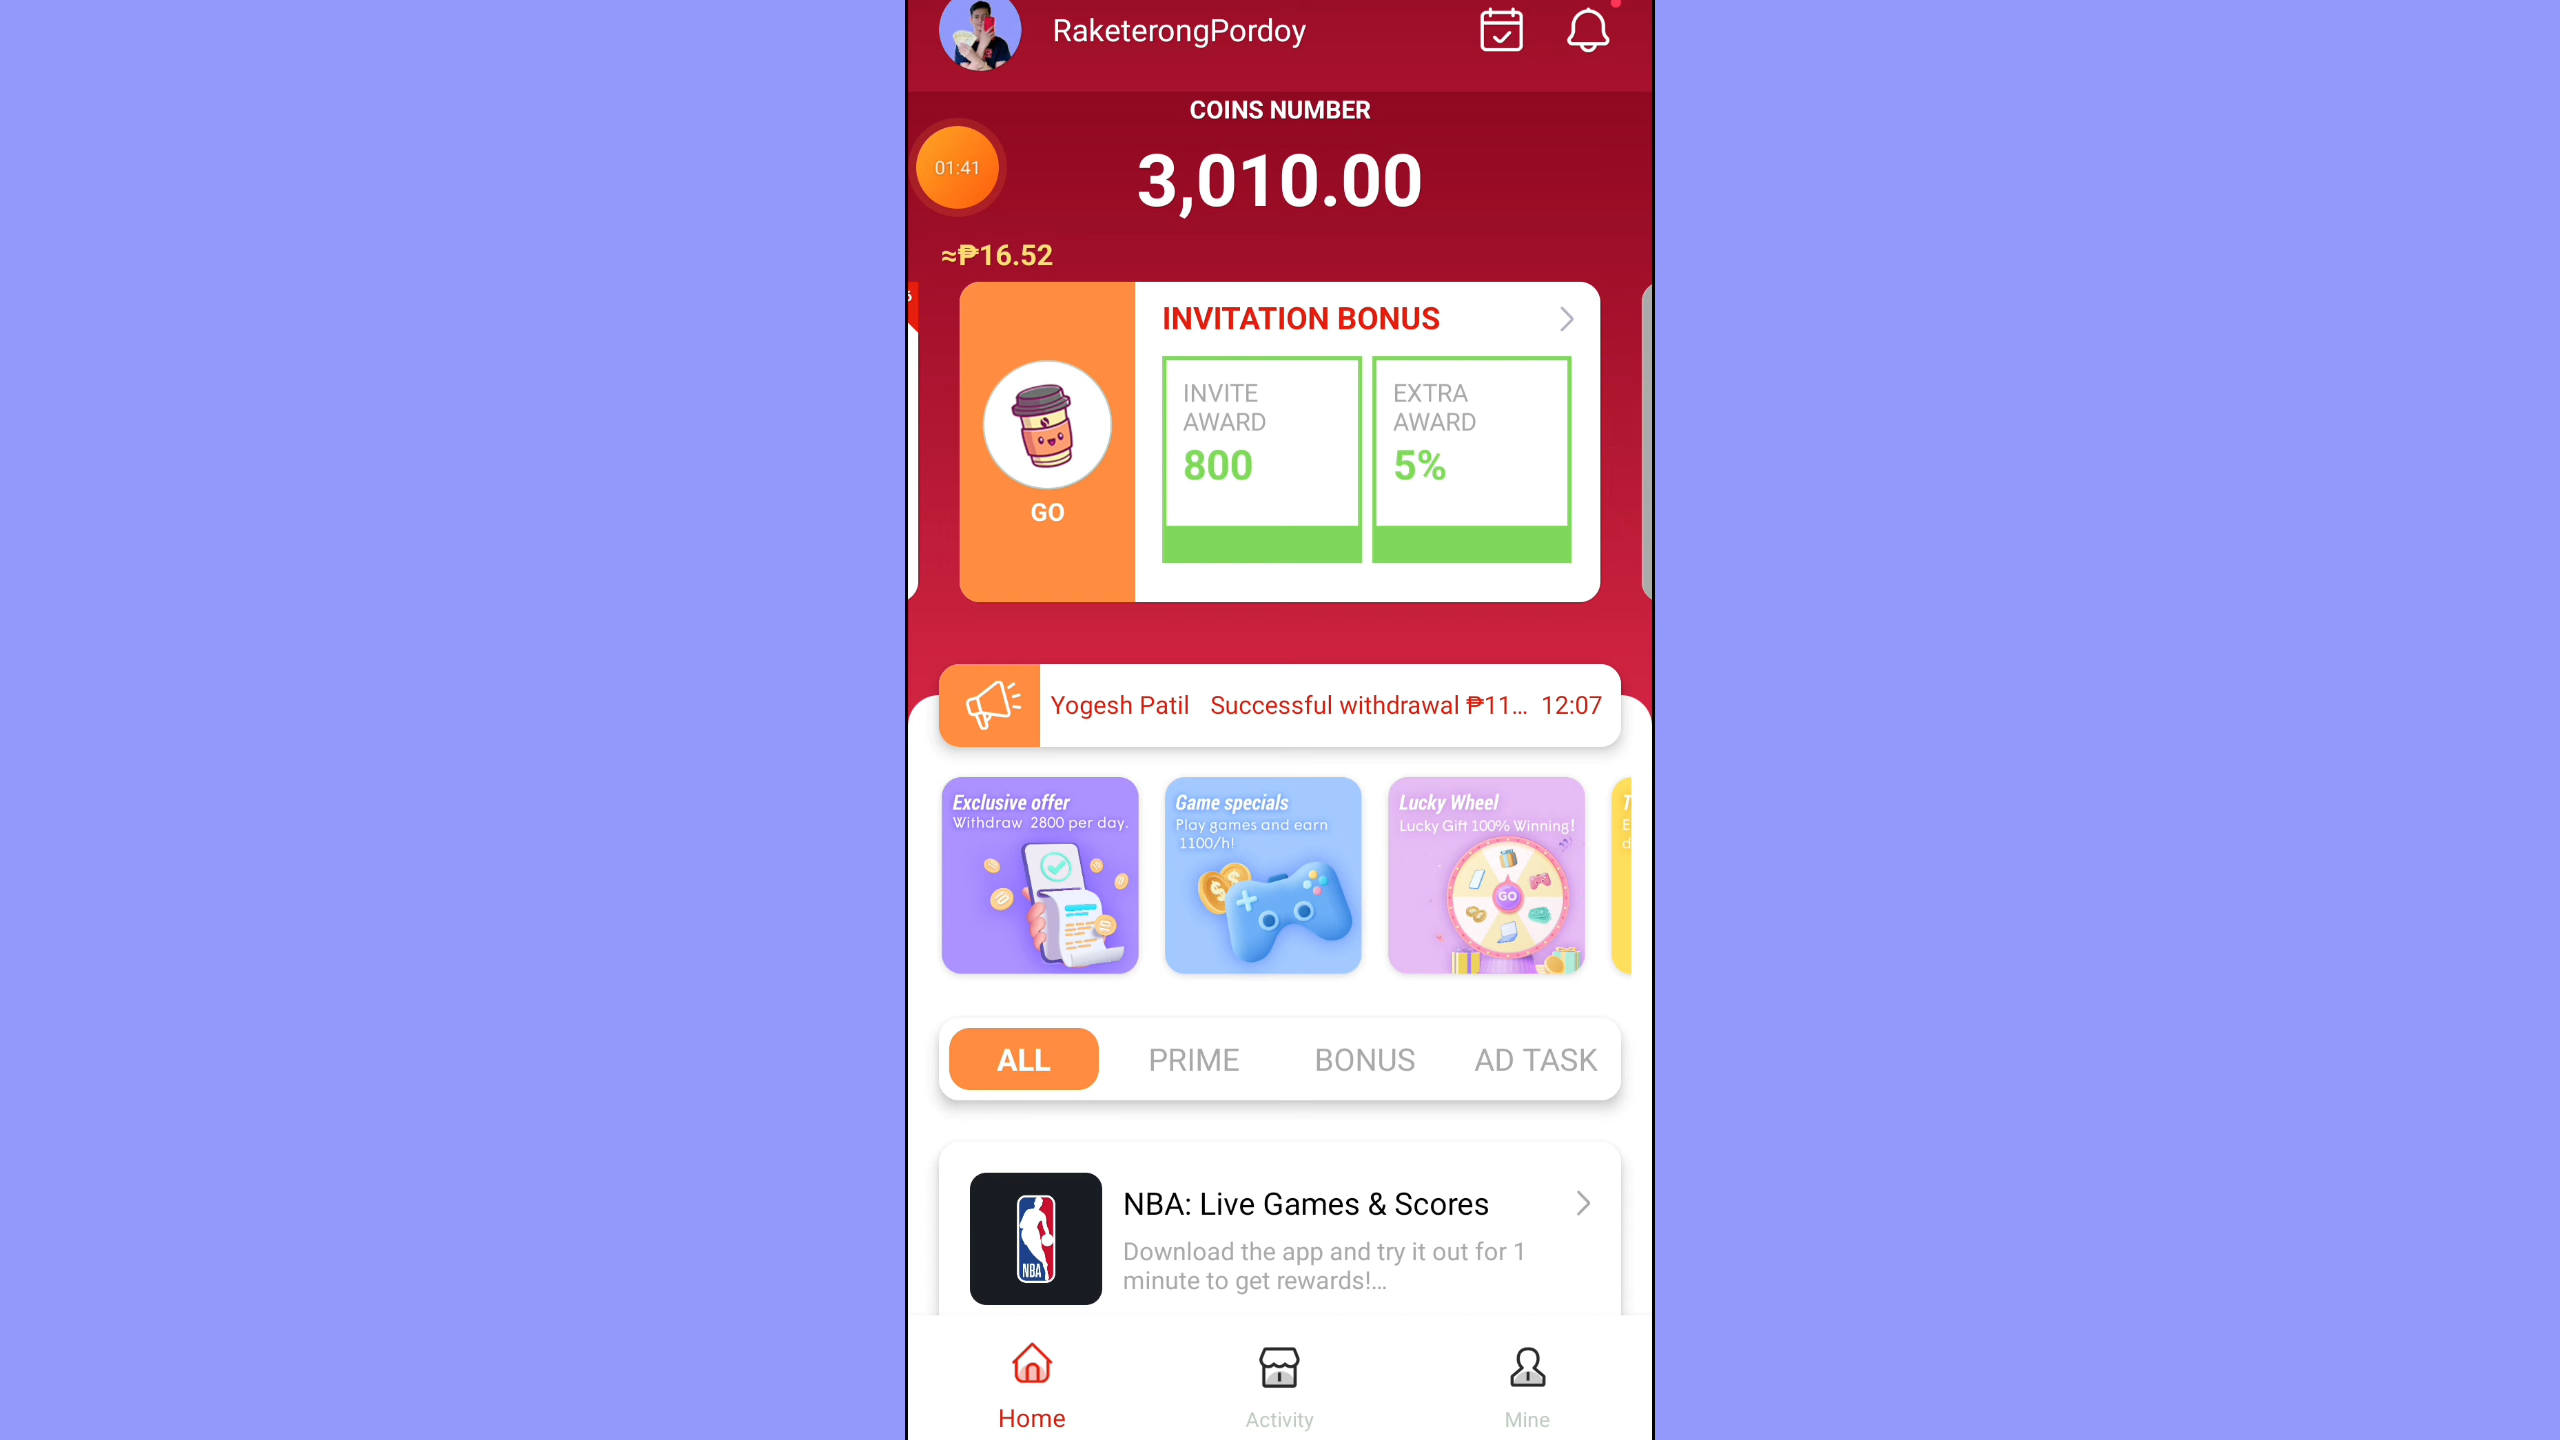 RaketerongPordoy
COINS NUMBER
01:41
3,010.00
≈₱16.52
INVITATION BONUS
INVITE
AWARD
800
EXTRA
AWARD
5%
GO
Yogesh Patil Successful withdrawal ₱11... 12:07
Exclusive offer
Withdraw 2800 per day.
Game specials
Play games and earn
1100/h!
Lucky Wheel
Lucky Gift 100% Winning!
GO
T
E
d
ALL PRIME BONUS AD TASK
NBA: Live Games & Scores
Download the app and try it out for 1
minute to get rewards!...
NBA
Home
Activity
Mine